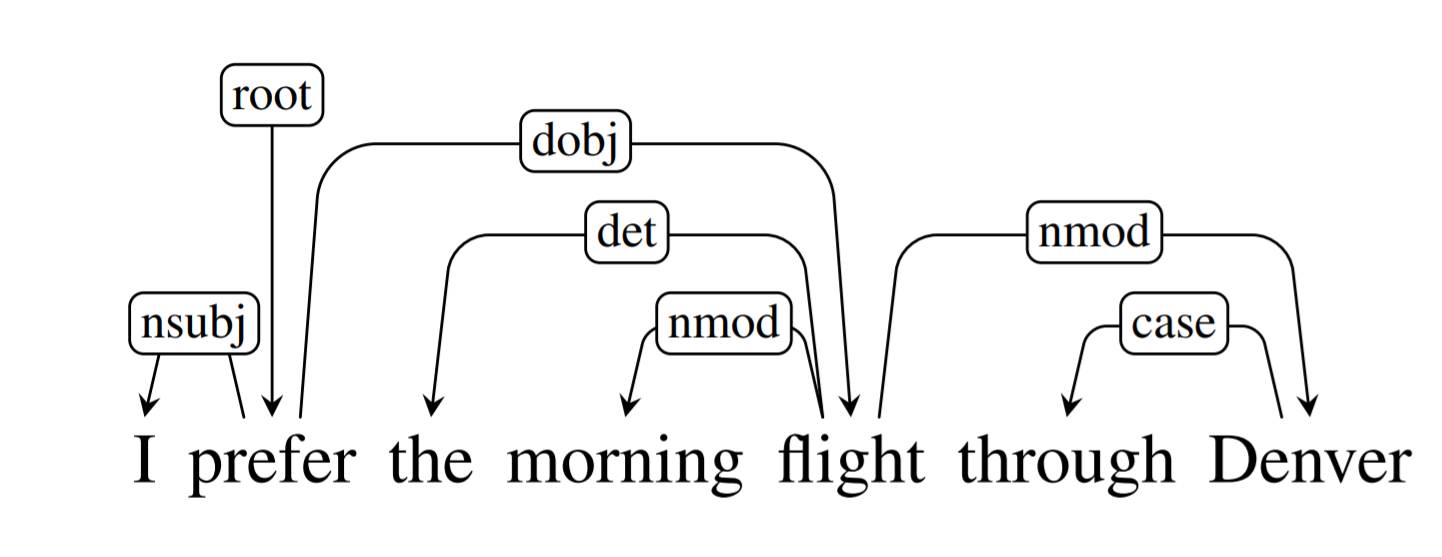 root
dobj
det
nmod
nsubj
nmod
case
I prefer the morning flight through Denver